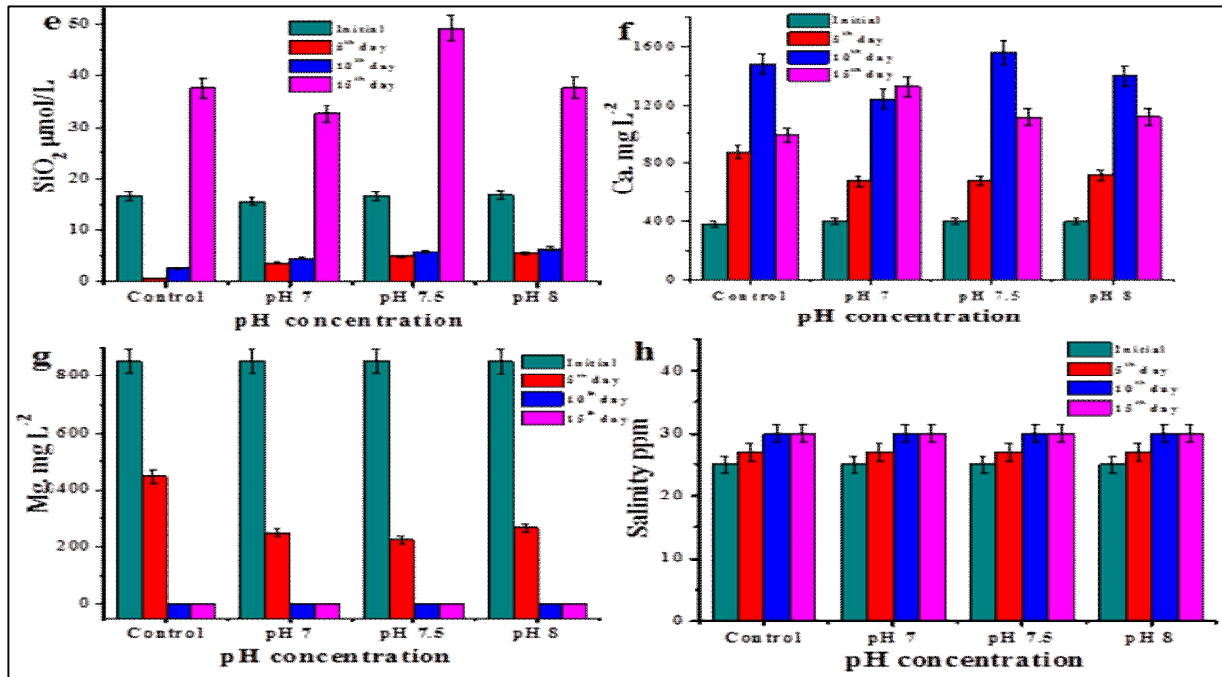 e
Initial
5th day
10th day
15th day
SiO2 µmol/L
50
40
30
20
10
0
Control
pH 7
pH 7.5
pH 8
pH concentration
f
Initial
5th day
10th day
15th day
Ca, mg L-2
1600
1200
800
400
0
Control
pH 7
pH 7.5
pH 8
pH concentration
g
Initial
5th day
10th day
15th day
Mg, mg L-2
800
600
400
200
0
Control
pH 7
pH 7.5
pH 8
pH concentration
h
Initial
5th day
10th day
15th day
Salinity ppm
40
30
20
10
0
Control
pH 7
pH 7.5
pH 8
pH concentration